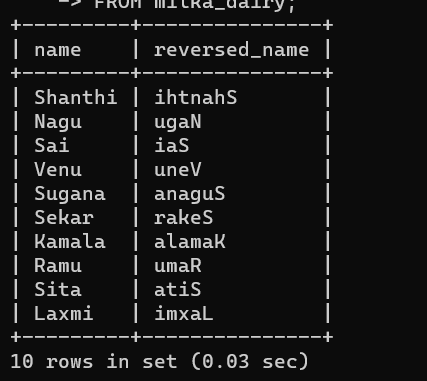 -> FROM milka_dairy;
+---------+---------------+
| name    | reversed_name |
+---------+---------------+
| Shanthi | ihtnahS       |
| Nagu    | ugaN          |
| Sai     | iaS           |
| Venu    | uneV          |
| Sugana  | anaguS        |
| Sekar   | rakeS         |
| Kamala  | alamaK        |
| Ramu    | umaR          |
| Sita    | atiS          |
| Laxmi   | imxaL         |
+---------+---------------+
10 rows in set (0.03 sec)